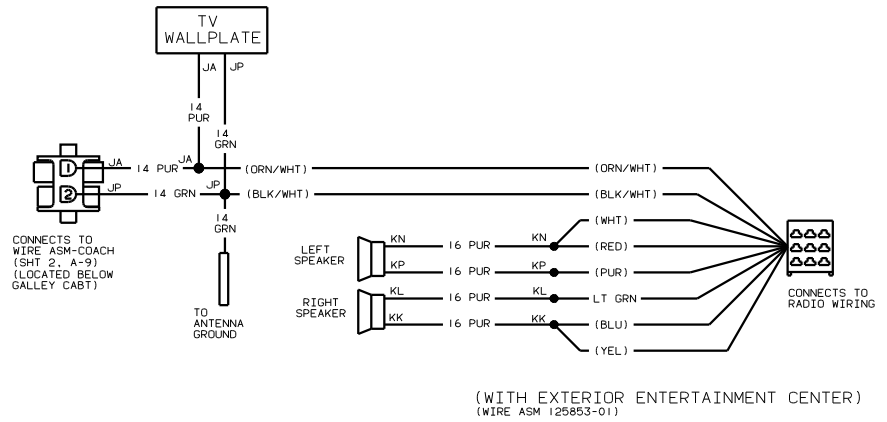 TV
WALLPLATE
JA
JP
14
PUR
14
GRN
1
JA
14 PUR
JA
(ORN/WHT)
(ORN/WHT)
2
JP
14 GRN
JP
(BLK/WHT)
(BLK/WHT)
14
GRN
(WHT)
CONNECTS TO
WIRE ASM-COACH
(SHT 2, A-9)
(LOCATED BELOW
GALLEY CABT)
LEFT
SPEAKER
KN
16 PUR
KN
(RED)
KP
16 PUR
KP
(PUR)
RIGHT
SPEAKER
KL
16 PUR
KL
LT GRN
KK
16 PUR
KK
(BLU)
(YEL)
CONNECTS TO
RADIO WIRING
TO
ANTENNA
GROUND
(WITH EXTERIOR ENTERTAINMENT CENTER)
(WIRE ASM 125853-01)